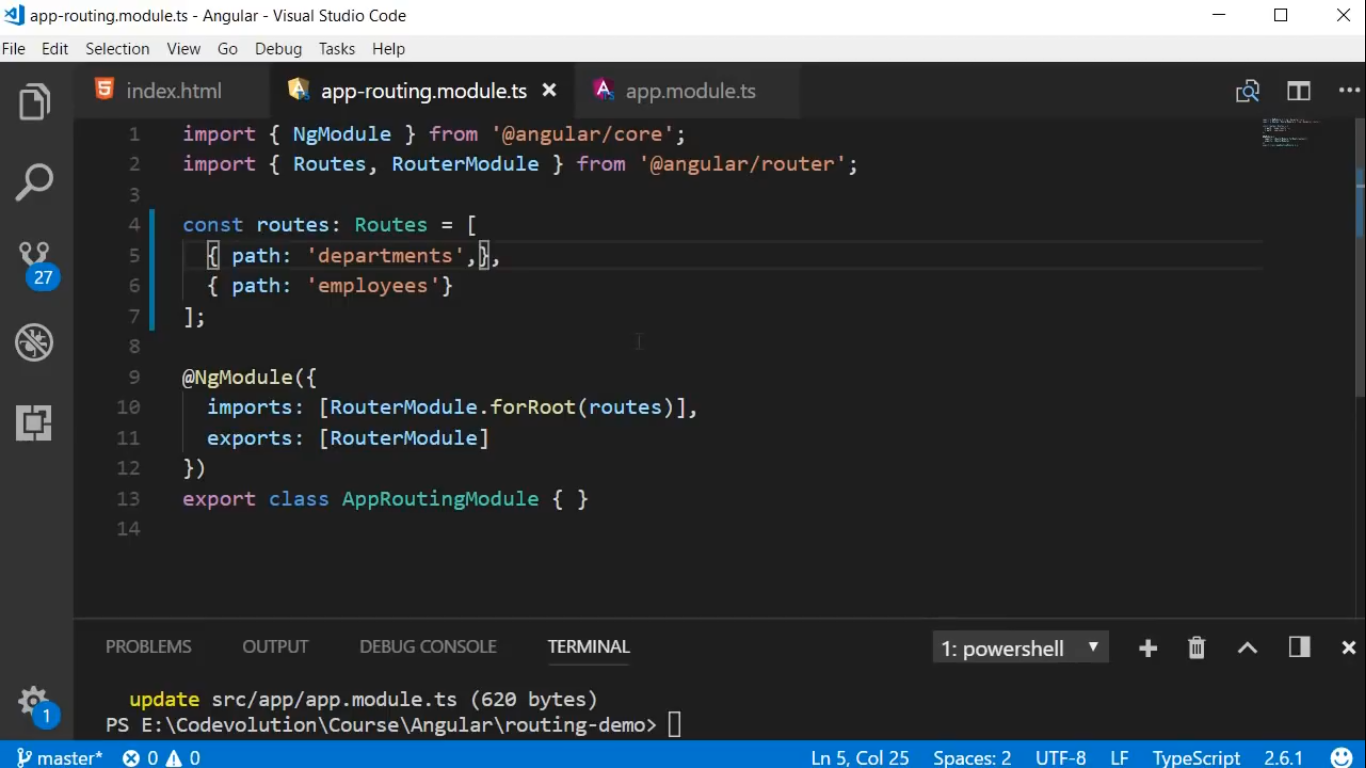 app-routing.module.ts - Angular - Visual Studio Code
File Edit Selection View Go Debug Tasks Help
index.html app-routing.module.ts app.module.ts
1 import { NgModule } from '@angular/core';
2 import { Routes, RouterModule } from '@angular/router';
3
4 const routes: Routes = [
5 { path: 'departments',},
6 { path: 'employees'}
7 ];
8
9 @NgModule({
10 imports: [RouterModule.forRoot(routes)],
11 exports: [RouterModule]
12 })
13 export class AppRoutingModule { }
14
27
1
PROBLEMS OUTPUT DEBUG CONSOLE TERMINAL 1: powershell
update src/app/app.module.ts (620 bytes)
PS E:\Codevolution\Course\Angular\routing-demo>
master* 0 0 Ln 5, Col 25 Spaces: 2 UTF-8 LF TypeScript 2.6.1